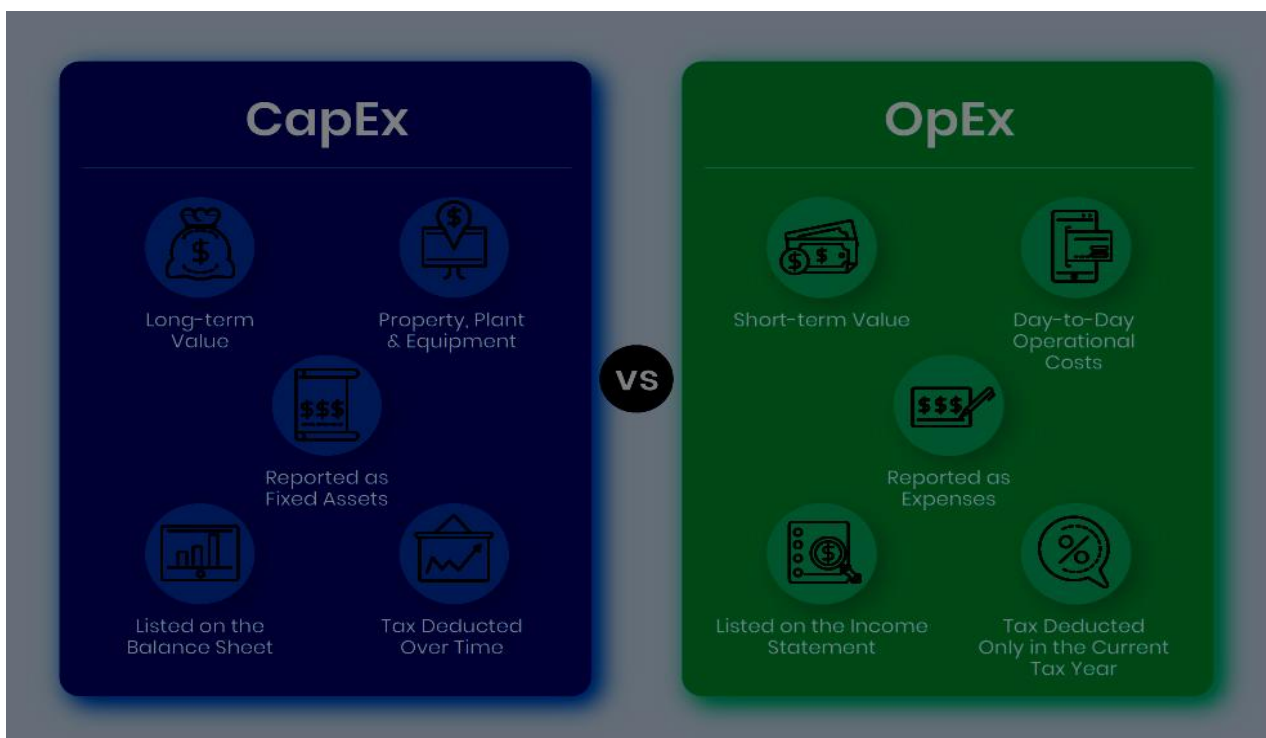 CapEx
Long-term
Value
Property, Plant
& Equipment
$$$
Reported as
Fixed Assets
Listed on the
Balance Sheet
Tax Deducted
Over Time
VS
OpEx
Short-term Value
Day-to-Day
Operational
Costs
$$$
Reported as
Expenses
Listed on the Income
Statement
Tax Deducted
Only in the Current
Tax Year